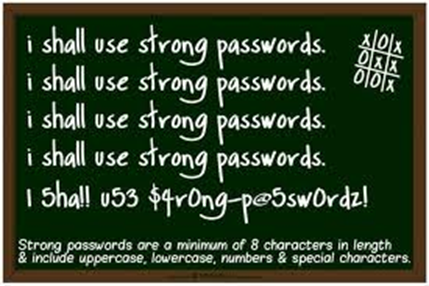 i shall use strong passwords.
i shall use strong passwords.
i shall use strong passwords.
i shall use strong passwords.
I 5ha!! u53 $4r0ng-p@5sw0rdz!
x|O|x
O|x|x
O|O|x
Strong passwords are a minimum of 8 characters in length
& include uppercase, lowercase, numbers & special characters.